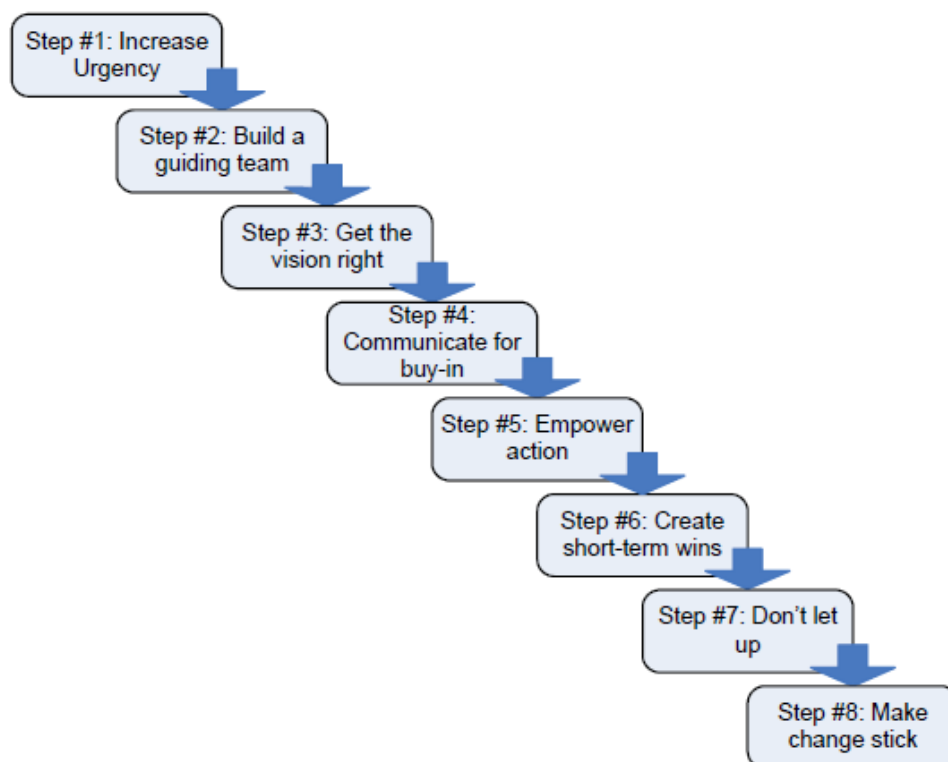 Step #1: Increase
Urgency
Step #2: Build a
guiding team
Step #3: Get the
vision right
Step #4:
Communicate for
buy-in
Step #5: Empower
action
Step #6: Create
short-term wins
Step #7: Don’t let
up
Step #8: Make
change stick